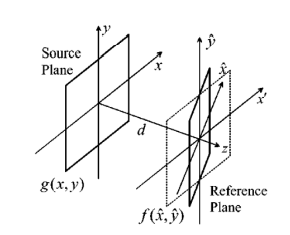 y
Source
Plane
x
ŷ
x̂
x'
d
z
g(x, y)
f(x̂, ŷ)
Reference
Plane